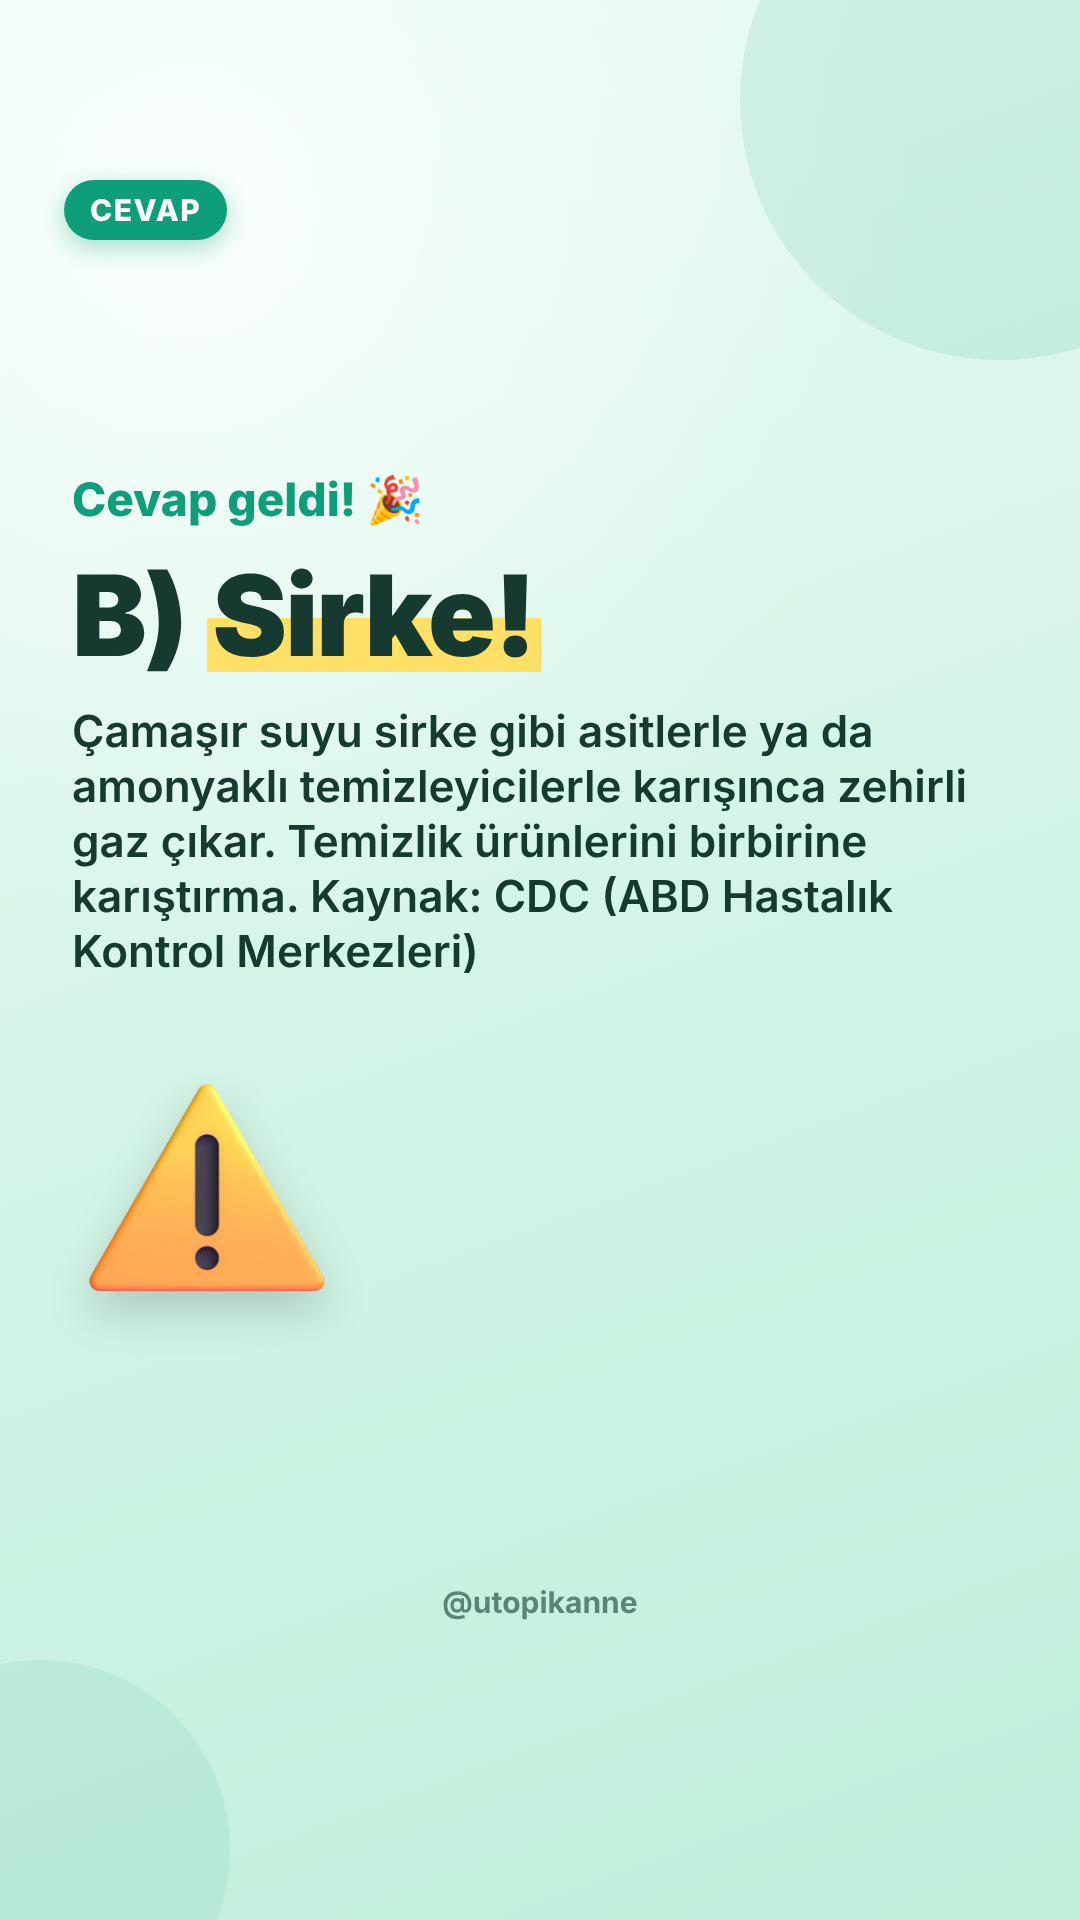 CEVAP
Cevap geldi! 🎉
B) Sirke!
Çamaşır suyu sirke gibi asitlerle ya da
amonyaklı temizleyicilerle karışınca zehirli
gaz çıkar. Temizlik ürünlerini birbirine
karıştırma. Kaynak: CDC (ABD Hastalık
Kontrol Merkezleri)
@utopikanne